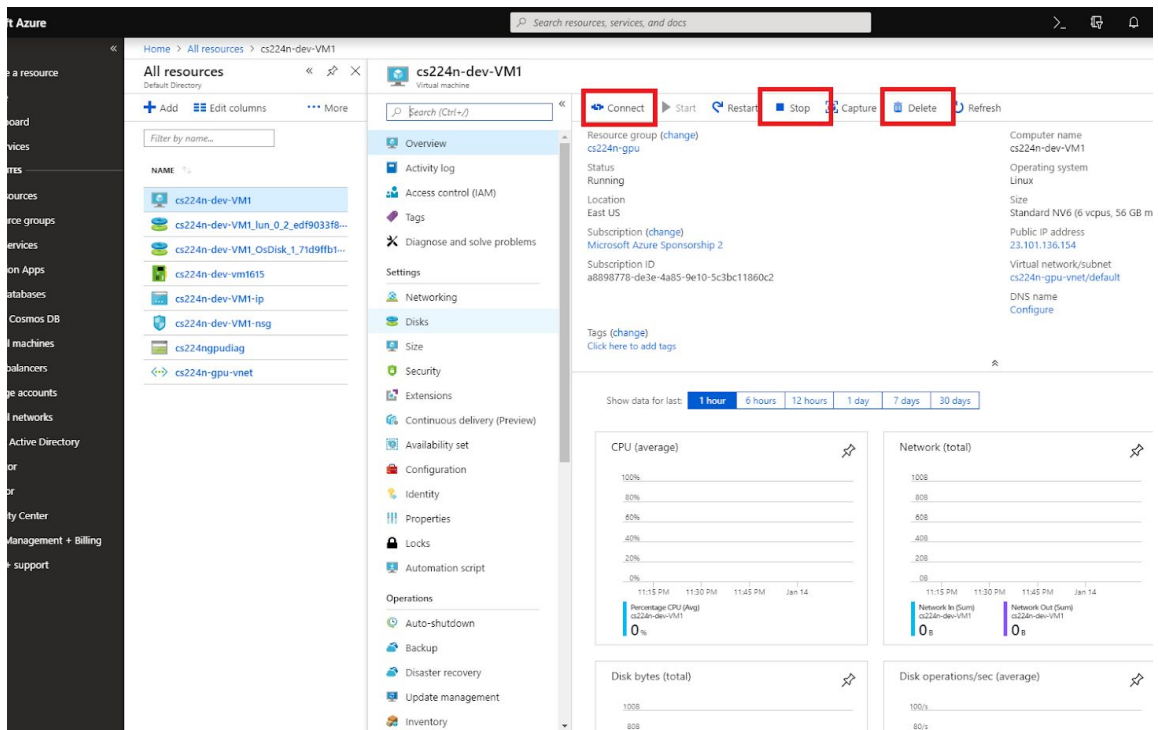 ft Azure
Search resources, services, and docs
e a resource
oard
vices
ITES
ources
rce groups
ervices
on Apps
atabases
Cosmos DB
l machines
balancers
ge accounts
l networks
Active Directory
or
or
ity Center
Management + Billing
+ support
Home > All resources > cs224n-dev-VM1
All resources
Default Directory
Add Edit columns More
Filter by name...
NAME
cs224n-dev-VM1
cs224n-dev-VM1_lun_0_2_edf9033f8...
cs224n-dev-VM1_OsDisk_1_71d9ffb1...
cs224n-dev-vm1615
cs224n-dev-VM1-ip
cs224n-dev-VM1-nsg
cs224ngpudiag
cs224n-gpu-vnet
cs224n-dev-VM1
Virtual machine
Search (Ctrl+/)
Overview
Activity log
Access control (IAM)
Tags
Diagnose and solve problems
Settings
Networking
Disks
Size
Security
Extensions
Continuous delivery (Preview)
Availability set
Configuration
Identity
Properties
Locks
Automation script
Operations
Auto-shutdown
Backup
Disaster recovery
Update management
Inventory
Connect Start Restart Stop Capture Delete Refresh
Resource group (change)
cs224n-gpu
Status
Running
Location
East US
Subscription (change)
Microsoft Azure Sponsorship 2
Subscription ID
a8898778-de3e-4a85-9e10-5c3bc11860c2
Computer name
cs224n-dev-VM1
Operating system
Linux
Size
Standard NV6 (6 vcpus, 56 GB m
Public IP address
23.101.136.154
Virtual network/subnet
cs224n-gpu-vnet/default
DNS name
Configure
Tags (change)
Click here to add tags
Show data for last: 1 hour 6 hours 12 hours 1 day 7 days 30 days
CPU (average)
100%
80%
60%
40%
20%
0%
11:15 PM 11:30 PM 11:45 PM Jan 14
Percentage CPU (Avg)
cs224n-dev-VM1
0 %
Network (total)
100B
80B
60B
40B
20B
0B
11:15 PM 11:30 PM 11:45 PM Jan 14
Network In (Sum) Network Out (Sum)
cs224n-dev-VM1 cs224n-dev-VM1
0 B 0 B
Disk bytes (total)
100B
80B
Disk operations/sec (average)
100/s
80/s